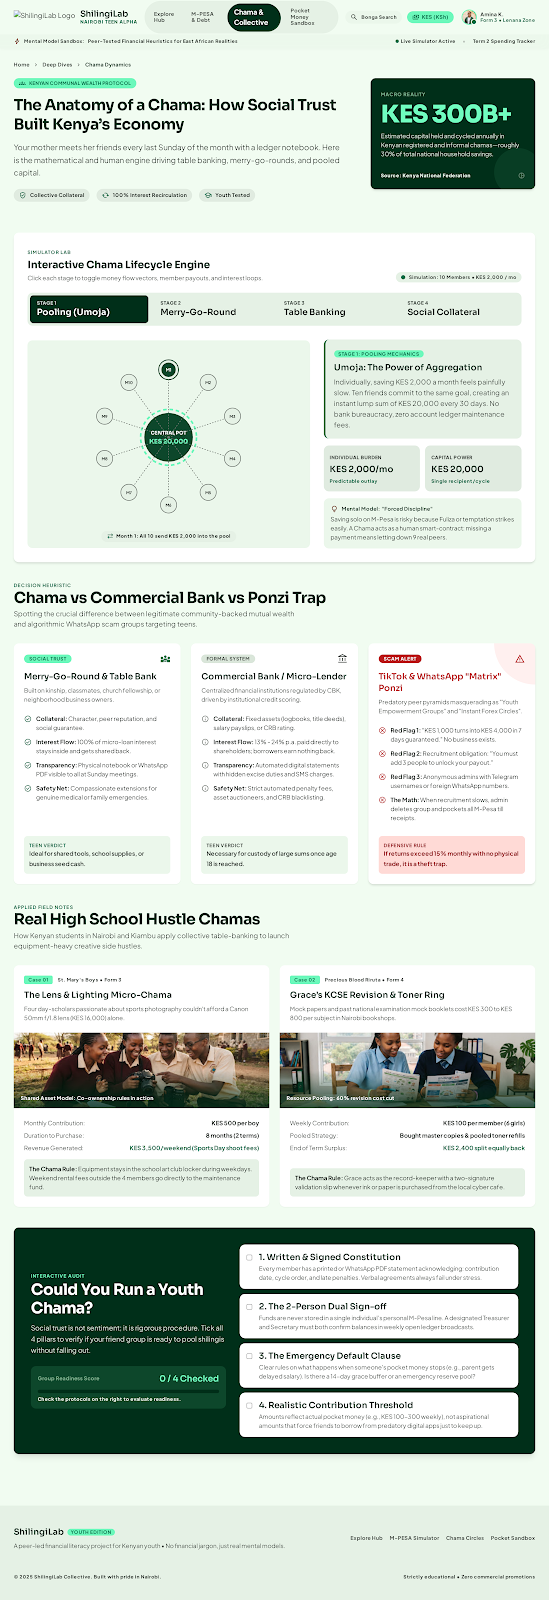 ShilingiLab Logo
ShilingiLab
NAIROBI TEEN ALPHA
Explore
Hub
M-PESA
& Debt
Chama &
Collective
Pocket
Money
Sandbox
Bonga Search
KES (KSh)
Amina K.
Form 3 • Lenana Zone
Mental Model Sandbox: Peer-Tested Financial Heuristics for East African Realities
Live Simulator Active
Term 2 Spending Tracker
Home › Deep Dives › Chama Dynamics
KENYAN COMMUNAL WEALTH PROTOCOL
The Anatomy of a Chama: How Social Trust
Built Kenya's Economy
Your mother meets her friends every last Sunday of the month with a ledger notebook. Here
is the mathematical and human engine driving table banking, merry-go-rounds, and pooled
capital.
Collective Collateral
100% Interest Recirculation
Youth Tested
MACRO REALITY
KES 300B+
Estimated capital held and cycled annually in
Kenyan registered and informal chamas—roughly
30% of total national household savings.
Source: Kenya National Federation
SIMULATOR LAB
Interactive Chama Lifecycle Engine
Click each stage to toggle money flow vectors, member payouts, and interest loops.
Simulation: 10 Members • KES 2,000 / mo
STAGE 1
Pooling (Umoja)
STAGE 2
Merry-Go-Round
STAGE 3
Table Banking
STAGE 4
Social Collateral
M1
M2
M3
M4
M5
M6
M7
M8
M9
M10
CENTRAL POT
KES 20,000
Month 1: All 10 send KES 2,000 into the pool
STAGE 1: POOLING MECHANICS
Umoja: The Power of Aggregation
Individually, saving KES 2,000 a month feels painfully
slow. Ten friends commit to the same goal, creating an
instant lump sum of KES 20,000 every 30 days. No
bank bureaucracy, zero account ledger maintenance
fees.
INDIVIDUAL BURDEN
KES 2,000/mo
Predictable outlay
CAPITAL POWER
KES 20,000
Single recipient/cycle
Mental Model: "Forced Discipline"
Saving solo on M-Pesa is risky because Fuliza or temptation strikes
easily. A Chama acts as a human smart-contract: missing a
payment means letting down 9 real peers.
DECISION HEURISTIC
Chama vs Commercial Bank vs Ponzi Trap
Spotting the crucial difference between legitimate community-backed mutual wealth
and algorithmic WhatsApp scam groups targeting teens.
SOCIAL TRUST
Merry-Go-Round & Table Bank
Built on kinship, classmates, church fellowship, or
neighborhood business owners.
Collateral: Character, peer reputation, and
social guarantor.
Interest Flow: 100% of micro-loan interest
stays inside and gets shared back.
Transparency: Physical notebook or WhatsApp
PDF visible to all at Sunday meetings.
Safety Net: Compassionate extensions for
genuine medical or family emergencies.
TEEN VERDICT
Ideal for shared tools, school supplies, or
business seed cash.
FORMAL SYSTEM
Commercial Bank / Micro-Lender
Centralized financial institutions regulated by CBK,
driven by institutional credit scoring.
Collateral: Fixed assets (logbooks, title deeds),
salary payslips, or CRB rating.
Interest Flow: 13% - 24% p.a. paid directly to
shareholders; borrowers earn nothing back.
Transparency: Automated digital statements
with hidden excise duties and SMS charges.
Safety Net: Strict automated penalty fees,
asset auctioneers, and CRB blacklisting.
TEEN VERDICT
Necessary for custody of large sums once age
18 is reached.
SCAM ALERT
TikTok & WhatsApp "Matrix"
Ponzi
Predatory peer pyramids masquerading as "Youth
Empowerment Groups" and "Instant Forex Circles".
Red Flag 1: "KES 1,000 turns into KES 4,000 in 7
days guaranteed." No business exists.
Red Flag 2: Recruitment obligation: "You must
add 3 people to unlock your payout."
Red Flag 3: Anonymous admins with Telegram
usernames or foreign WhatsApp numbers.
The Math: When recruitment slows, admin
deletes group and pockets all M-Pesa till
receipts.
DEFENSIVE RULE
If returns exceed 15% monthly with no physical
trade, it is a theft trap.
APPLIED FIELD NOTES
Real High School Hustle Chamas
How Kenyan students in Nairobi and Kiambu apply collective table-banking to launch
equipment-heavy creative side hustles.
Case 01
St. Mary's Boys • Form 3
The Lens & Lighting Micro-Chama
Four day-scholars passionate about sports photography couldn't afford a Canon
50mm f/1.8 lens (KES 16,000) alone.
Shared Asset Model: Co-ownership rules in action
Monthly Contribution: KES 500 per boy
Duration to Purchase: 8 months (2 terms)
Revenue Generated: KES 3,500/weekend (Sports Day shoot fees)
The Chama Rule: Equipment stays in the school art club locker during weekdays.
Weekend rental fees outside the 4 members go directly to the maintenance
fund.
Case 02
Precious Blood Riruta • Form 4
Grace's KCSE Revision & Toner Ring
Mock papers and past national examination mock booklets cost KES 300 to KES
800 per subject in Nairobi bookshops.
Resource Pooling: 60% revision cost cut
Weekly Contribution: KES 100 per member (6 girls)
Pooled Strategy: Bought master copies & pooled toner refills
End of Term Surplus: KES 2,400 split equally back
The Chama Rule: Grace acts as the record-keeper with a two-signature
validation slip whenever ink or paper is purchased from the local cyber cafe.
INTERACTIVE AUDIT
Could You Run a Youth
Chama?
Social trust is not sentiment; it is rigorous procedure. Tick all
4 pillars to verify if your friend group is ready to pool shilingis
without falling out.
Group Readiness Score
0 / 4 Checked
Check the protocols on the right to evaluate readiness.
1. Written & Signed Constitution
Every member has a printed or WhatsApp PDF statement acknowledging: contribution
date, cycle order, and late penalties. Verbal agreements always fail under stress.
2. The 2-Person Dual Sign-off
Funds are never stored in a single individual's personal M-Pesa line. A designated Treasurer
and Secretary must both confirm balances in weekly open ledger broadcasts.
3. The Emergency Default Clause
Clear rules on what happens when someone's pocket money stops (e.g., parent gets
delayed salary). Is there a 14-day grace buffer or an emergency reserve pool?
4. Realistic Contribution Threshold
Amounts reflect actual pocket money (e.g., KES 100–300 weekly), not aspirational
amounts that force friends to borrow from predatory digital apps just to keep up.
ShilingiLab
YOUTH EDITION
A peer-led financial literacy project for Kenyan youth • No financial jargon, just real mental models.
Explore Hub
M-PESA Simulator
Chama Circles
Pocket Sandbox
© 2025 ShilingiLab Collective. Built with pride in Nairobi.
Strictly educational • Zero commercial promotions